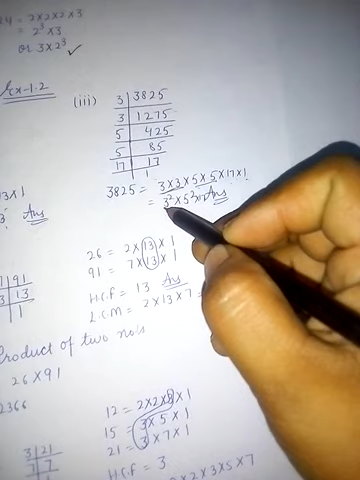 24 = 2×2×2×3
= 2³×3
or 3×2³
Ex-1.2
(iii) 3 | 3825
3 | 1275
5 | 425
5 | 85
17 | 13
1
3825 = 3×3×5×5×17×1
= 3²×5²×17 Ans
13×1
Ans
91
3 | 13
1
26 = 2×13×1
91 = 7×13×1
H.C.F = 13 Ans
L.C.M = 2×13×7 =
Product of two no's
26×91
2366
12 = 2×2×3×1
15 = 3×5×1
21 = 3×7×1
3 | 21
7 | 7
1
H.C.F = 3
×2×3×5×7